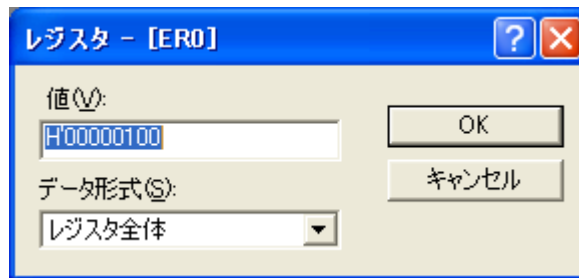 レジスタ - [ER0]
値(V):
H'00000100
OK
データ形式(S):
キャンセル
レジスタ全体